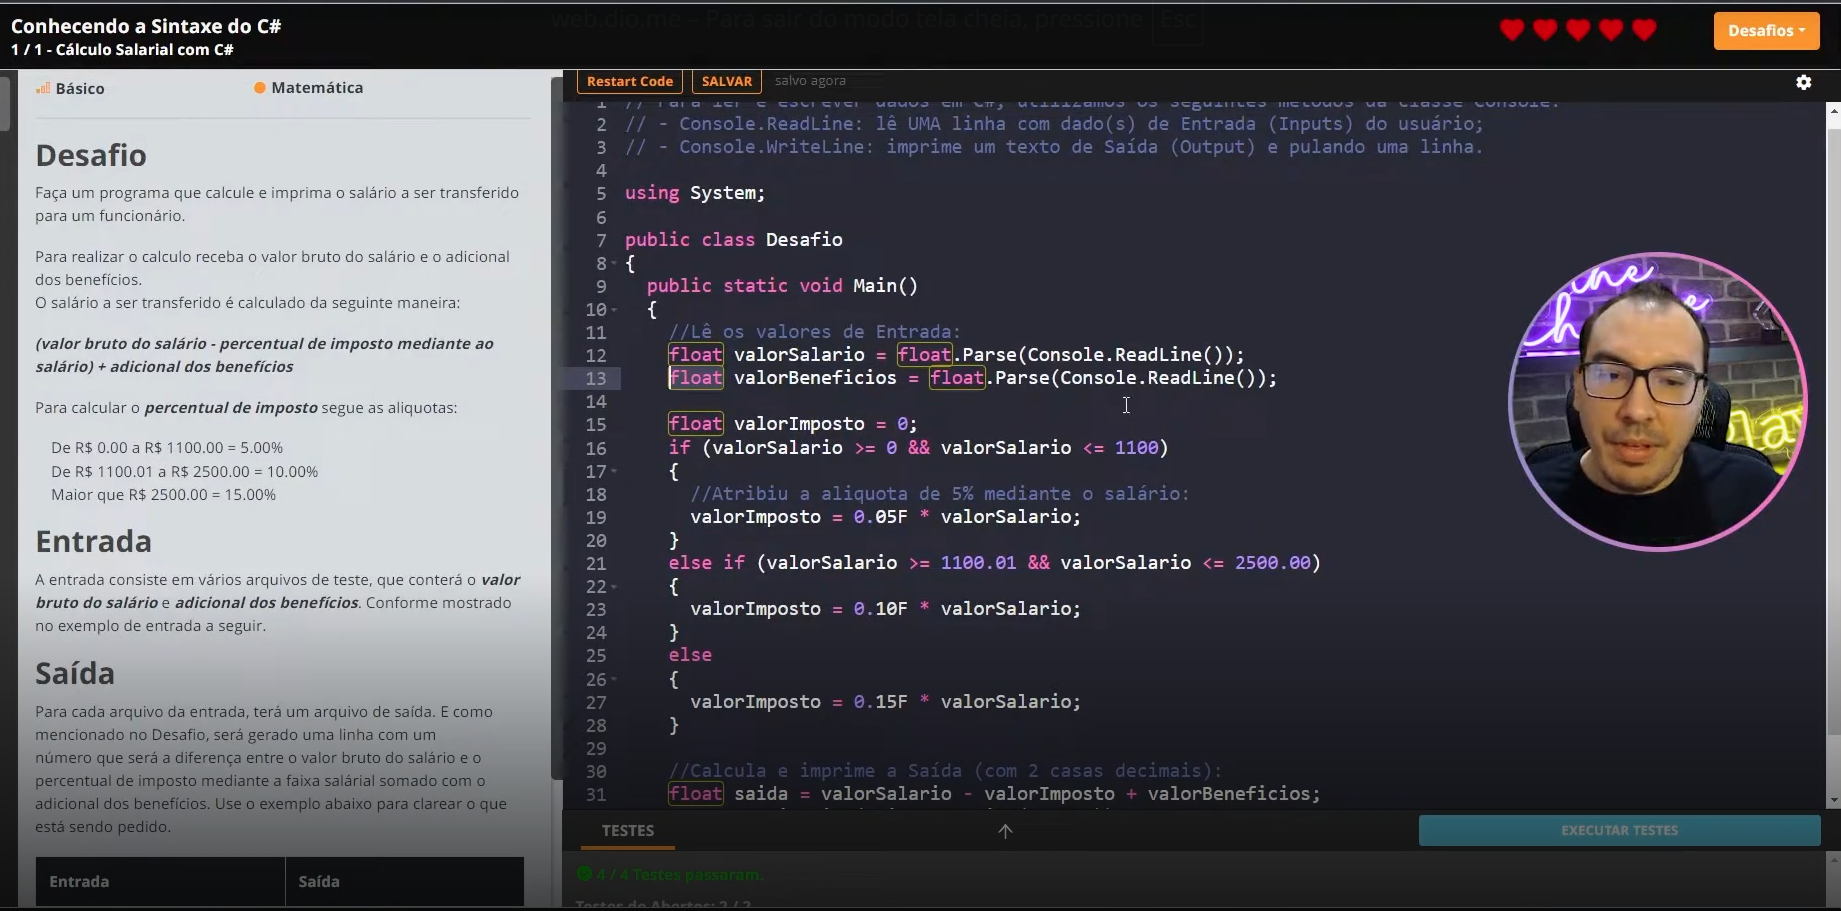 Conhecendo a Sintaxe do C#
1 / 1 - Cálculo Salarial com C#
web.dio.me – Para sair do modo tela cheia, pressione Esc
Desafios
Básico
Matemática
Desafio
Faça um programa que calcule e imprima o salário a ser transferido
para um funcionário.
Para realizar o calculo receba o valor bruto do salário e o adicional
dos benefícios.
O salário a ser transferido é calculado da seguinte maneira:
(valor bruto do salário - percentual de imposto mediante ao
salário) + adicional dos benefícios
Para calcular o percentual de imposto segue as aliquotas:
De R$ 0.00 a R$ 1100.00 = 5.00%
De R$ 1100.01 a R$ 2500.00 = 10.00%
Maior que R$ 2500.00 = 15.00%
Entrada
A entrada consiste em vários arquivos de teste, que conterá o valor
bruto do salário e adicional dos benefícios. Conforme mostrado
no exemplo de entrada a seguir.
Saída
Para cada arquivo da entrada, terá um arquivo de saída. E como
mencionado no Desafio, será gerado uma linha com um
número que será a diferença entre o valor bruto do salário e o
percentual de imposto mediante a faixa salárial somado com o
adicional dos benefícios. Use o exemplo abaixo para clarear o que
está sendo pedido.
Entrada
Saída
Restart Code
SALVAR
salvo agora
1 // Para ler e escrever dados em C#, utilizamos os seguintes métodos da classe Console:
2 // - Console.ReadLine: lê UMA linha com dado(s) de Entrada (Inputs) do usuário;
3 // - Console.WriteLine: imprime um texto de Saída (Output) e pulando uma linha.
4
5 using System;
6
7 public class Desafio
8 {
9 public static void Main()
10 {
11 //Lê os valores de Entrada:
12 float valorSalario = float.Parse(Console.ReadLine());
13 float valorBeneficios = float.Parse(Console.ReadLine());
14
15 float valorImposto = 0;
16 if (valorSalario >= 0 && valorSalario <= 1100)
17 {
18 //Atribiu a aliquota de 5% mediante o salário:
19 valorImposto = 0.05F * valorSalario;
20 }
21 else if (valorSalario >= 1100.01 && valorSalario <= 2500.00)
22 {
23 valorImposto = 0.10F * valorSalario;
24 }
25 else
26 {
27 valorImposto = 0.15F * valorSalario;
28 }
29
30 //Calcula e imprime a Saída (com 2 casas decimais):
31 float saida = valorSalario - valorImposto + valorBeneficios;
TESTES
EXECUTAR TESTES
4 / 4 Testes passaram.